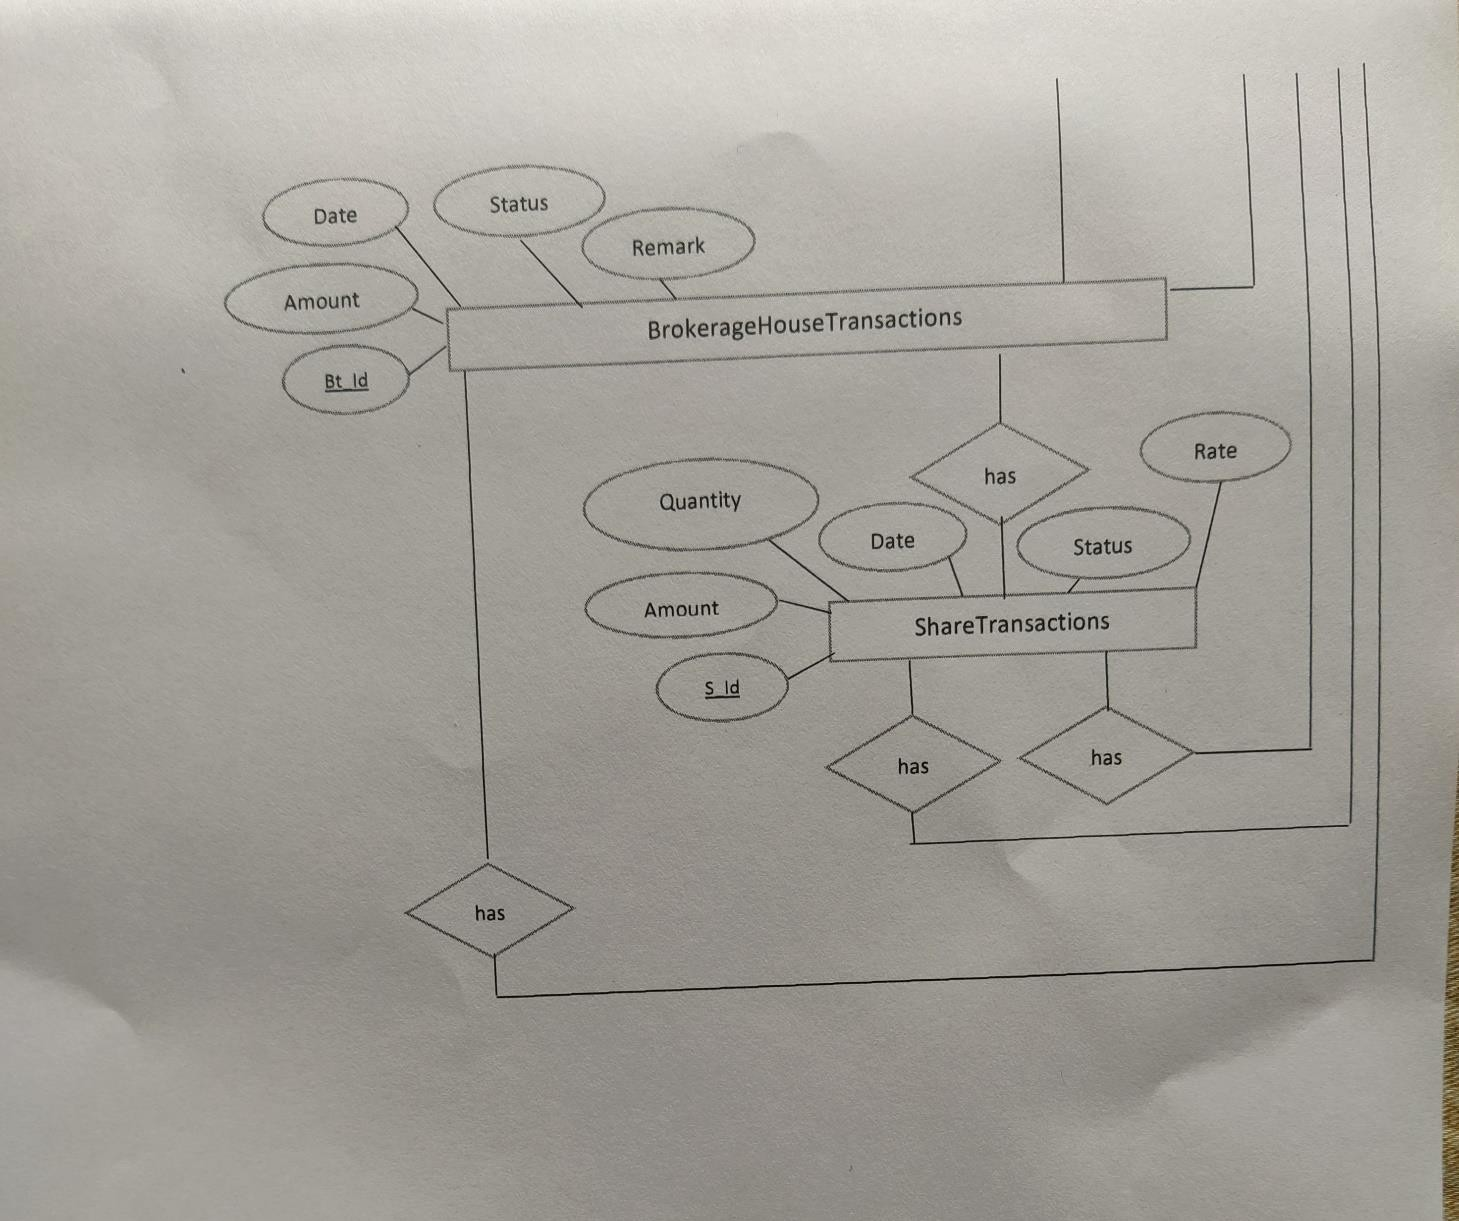 Date
Status
Remark
Amount
Bt_Id
BrokerageHouseTransactions
has
Rate
Quantity
Date
Status
Amount
ShareTransactions
S_Id
has
has
has